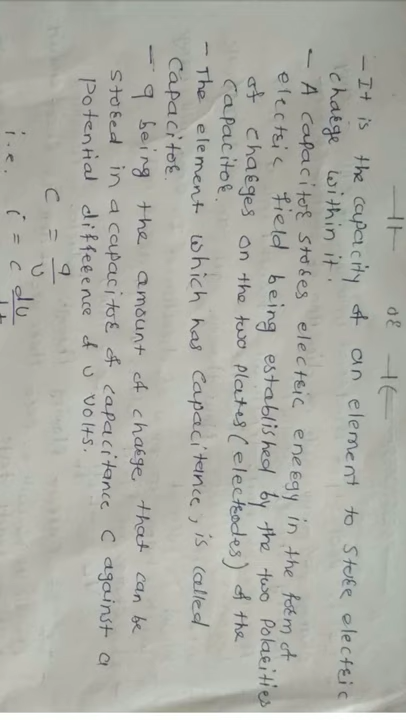 or
- It is the capacity of an element to store electric
charge within it.
- A capacitor stores electric energy in the form of
electric field being established by the two polarities
of charges on the two plates (electrodes) of the
capacitor.
- The element which has capacitance, is called
capacitor.
- q being the amount of charge that can be
stored in a capacitor of capacitance C against a
potential difference of v volts.
C = q/v
i.e. i = c dv/dt